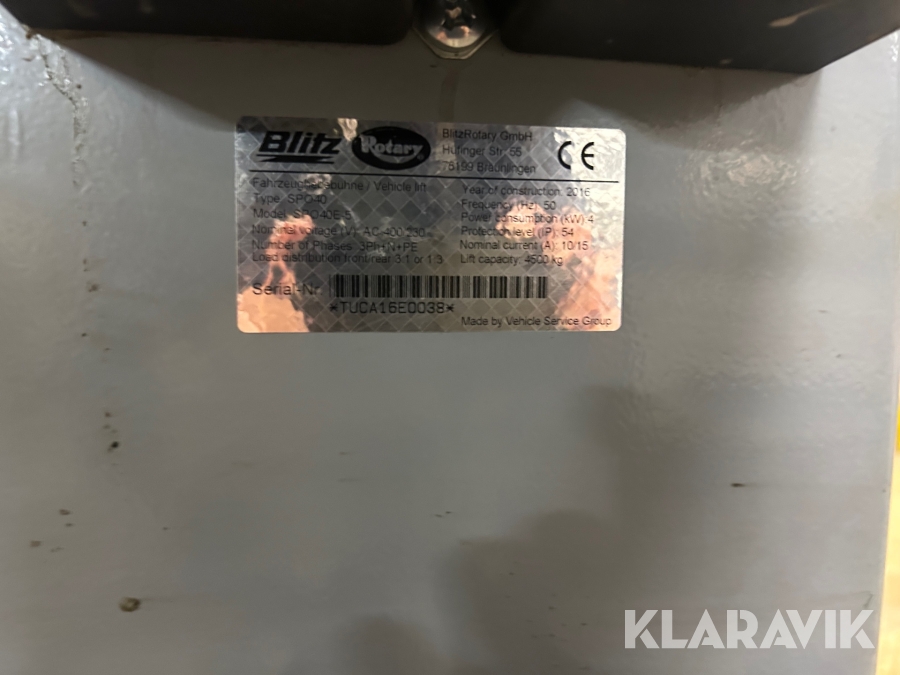 Blitz Rotary
BlitzRotary GmbH
Hüfinger Str. 55
78199 Bräunlingen
CE
Fahrzeughebebühne / Vehicle lift
Type: SPO40
Model: SPO40E-5
Nominal voltage (V): AC 400 230
Number of Phases: 3Ph+N+PE
Load distribution front/rear 3:1 or 1:3
Year of construction: 2016
Frequency (Hz): 50
Power consumption (kW) 4
Protection level (IP): 54
Nominal current (A): 10/15
Lift capacity: 4500 kg
Serial-Nr.
*TUCA16E0038*
Made by Vehicle Service Group
KLARAVIK